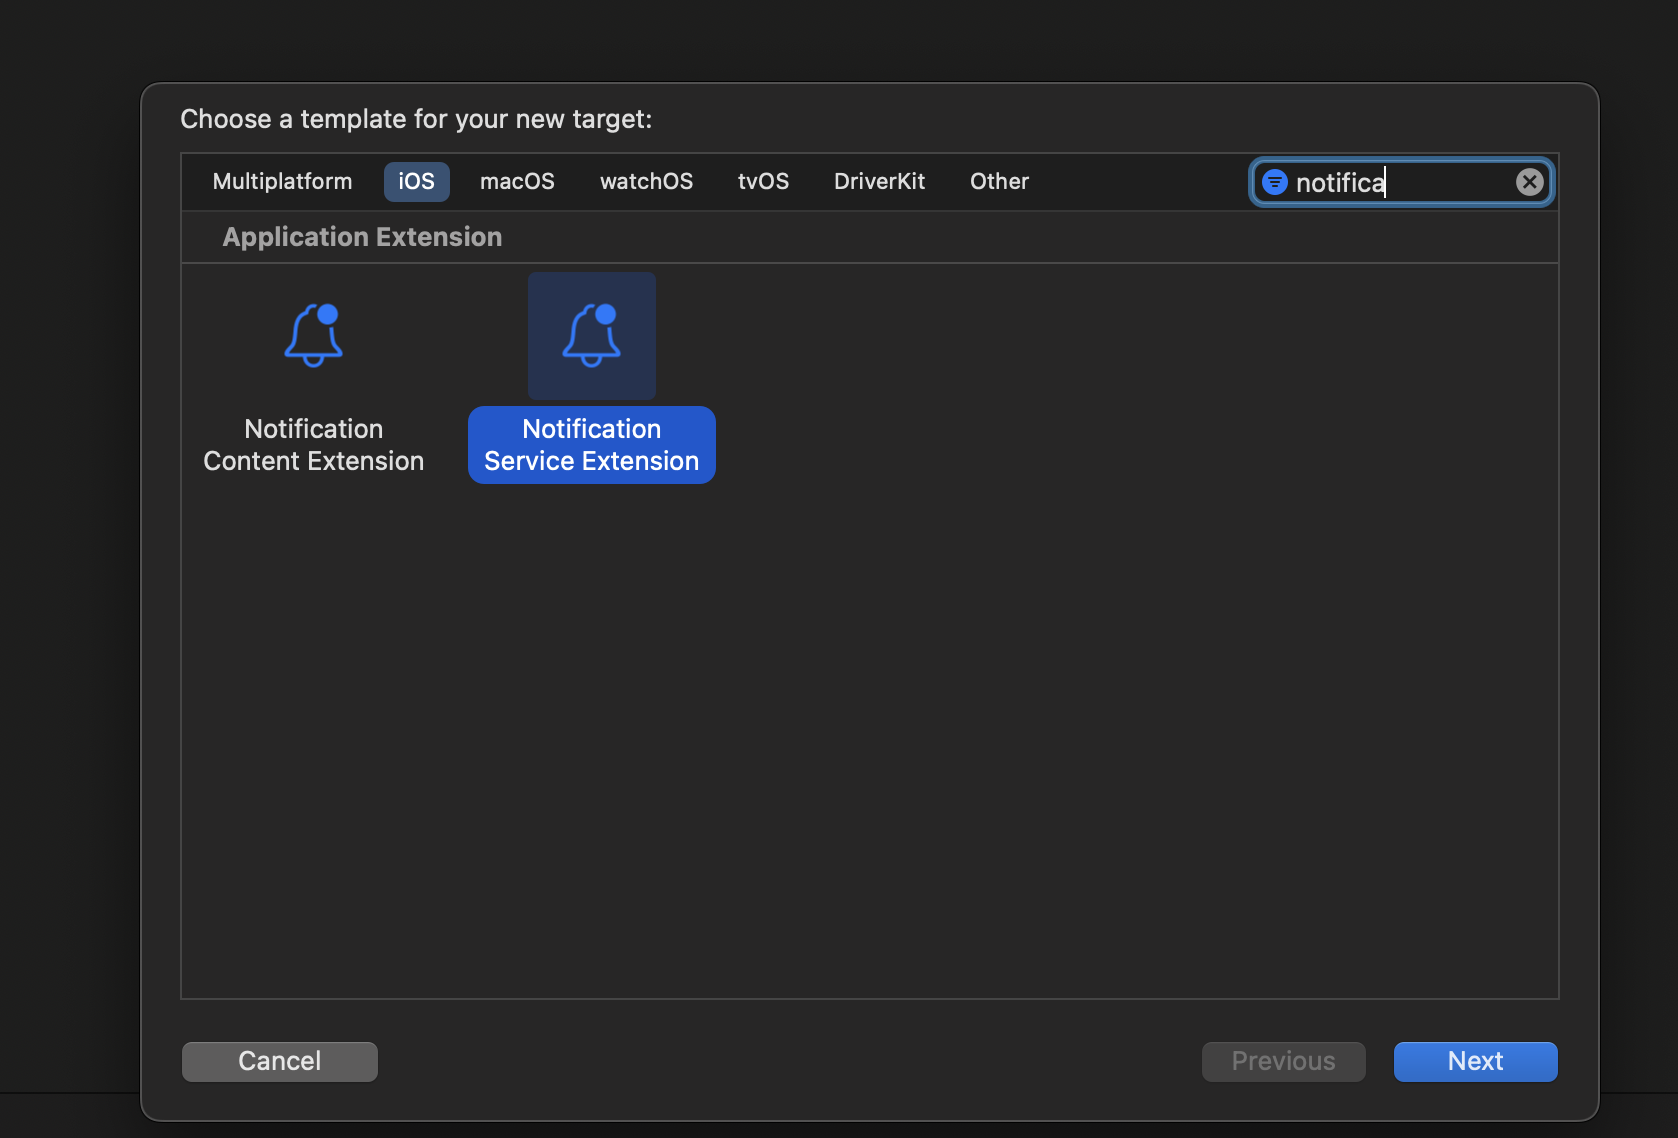 Choose a template for your new target:
Multiplatform iOS macOS watchOS tvOS DriverKit Other notifica
Application Extension
Notification
Content Extension
Notification
Service Extension
Cancel Previous Next